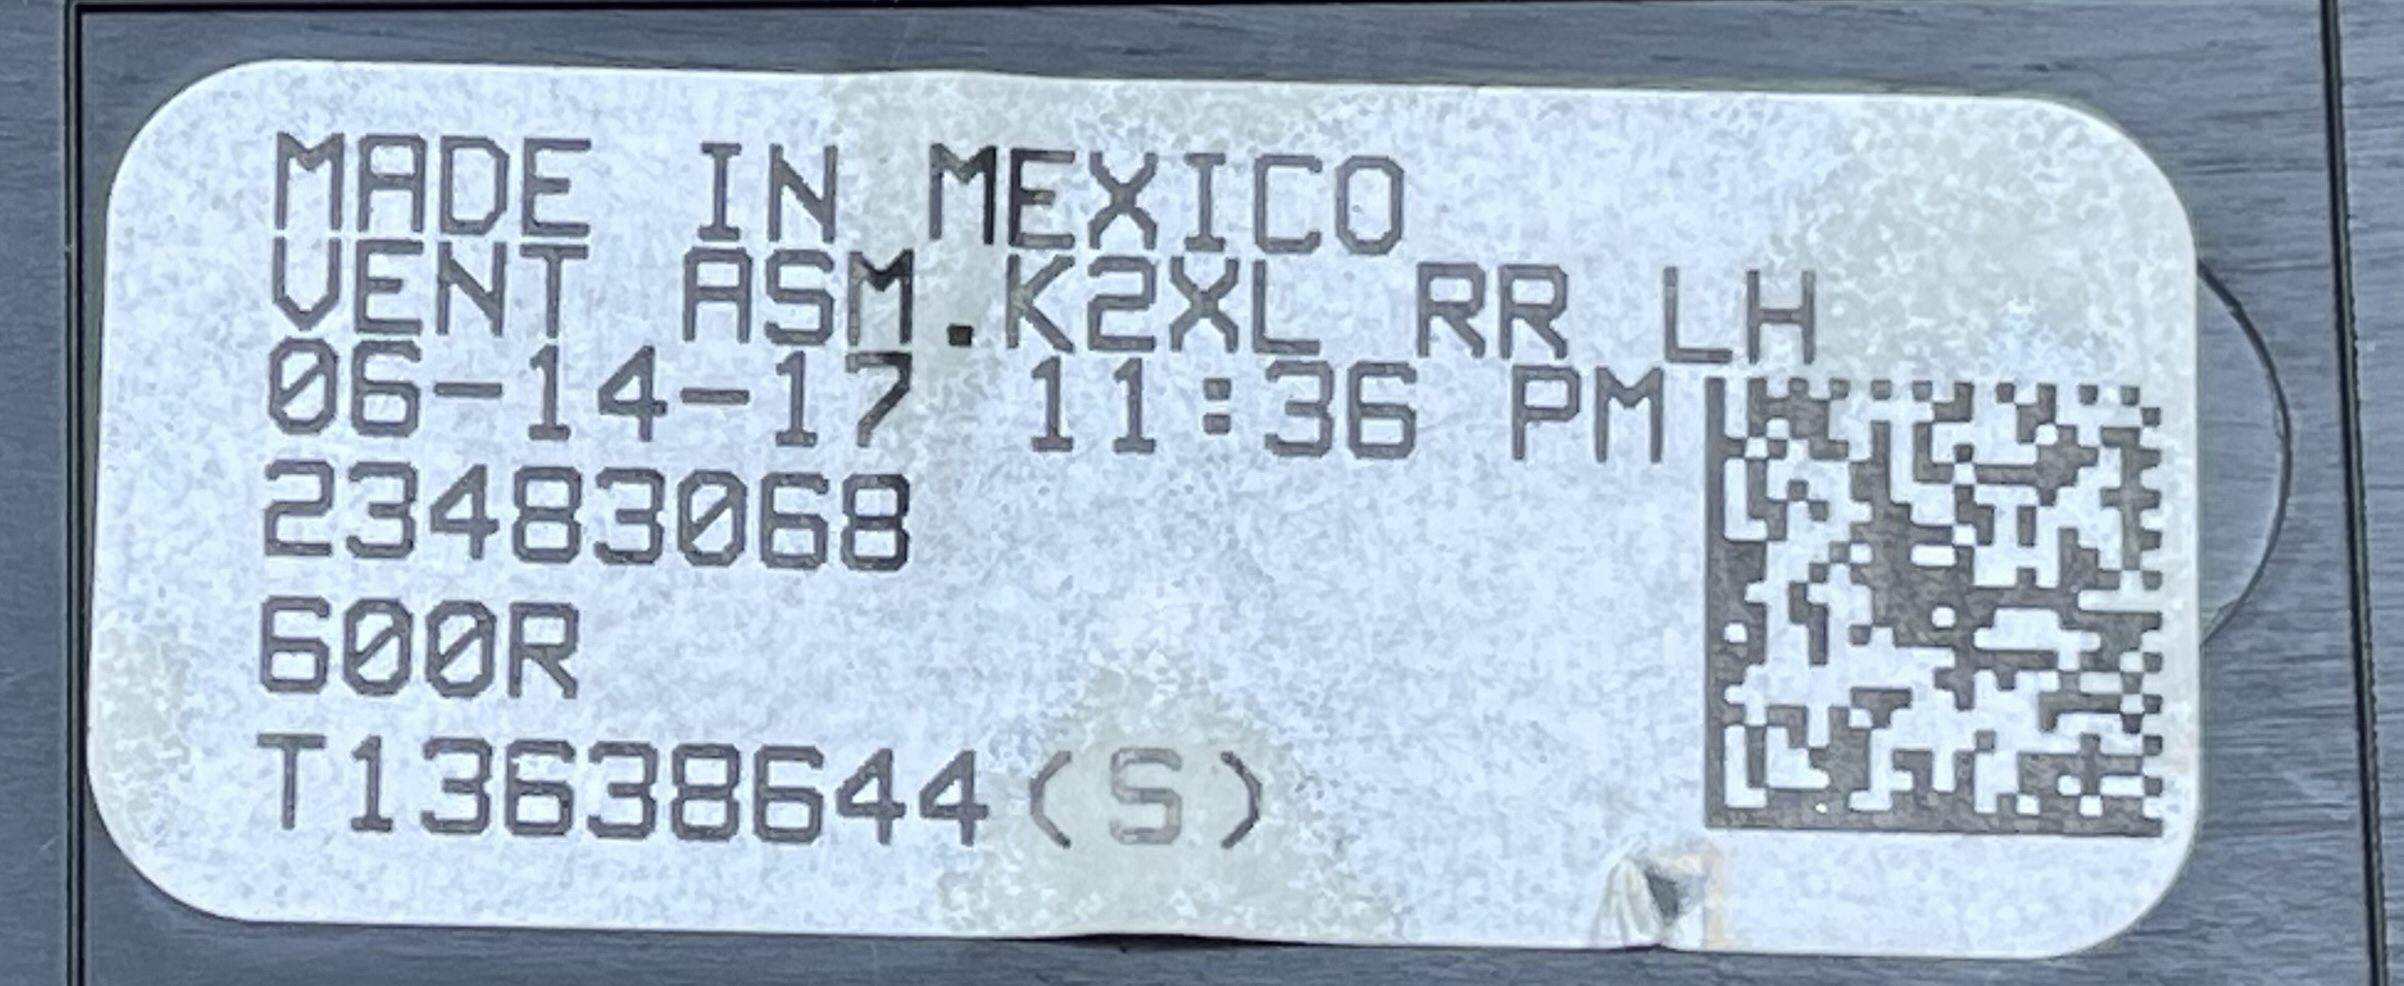 MADE IN MEXICO
VENT ASM.K2XL RR LH
06-14-17 11:36 PM
23483068
600R
T13638644(S)